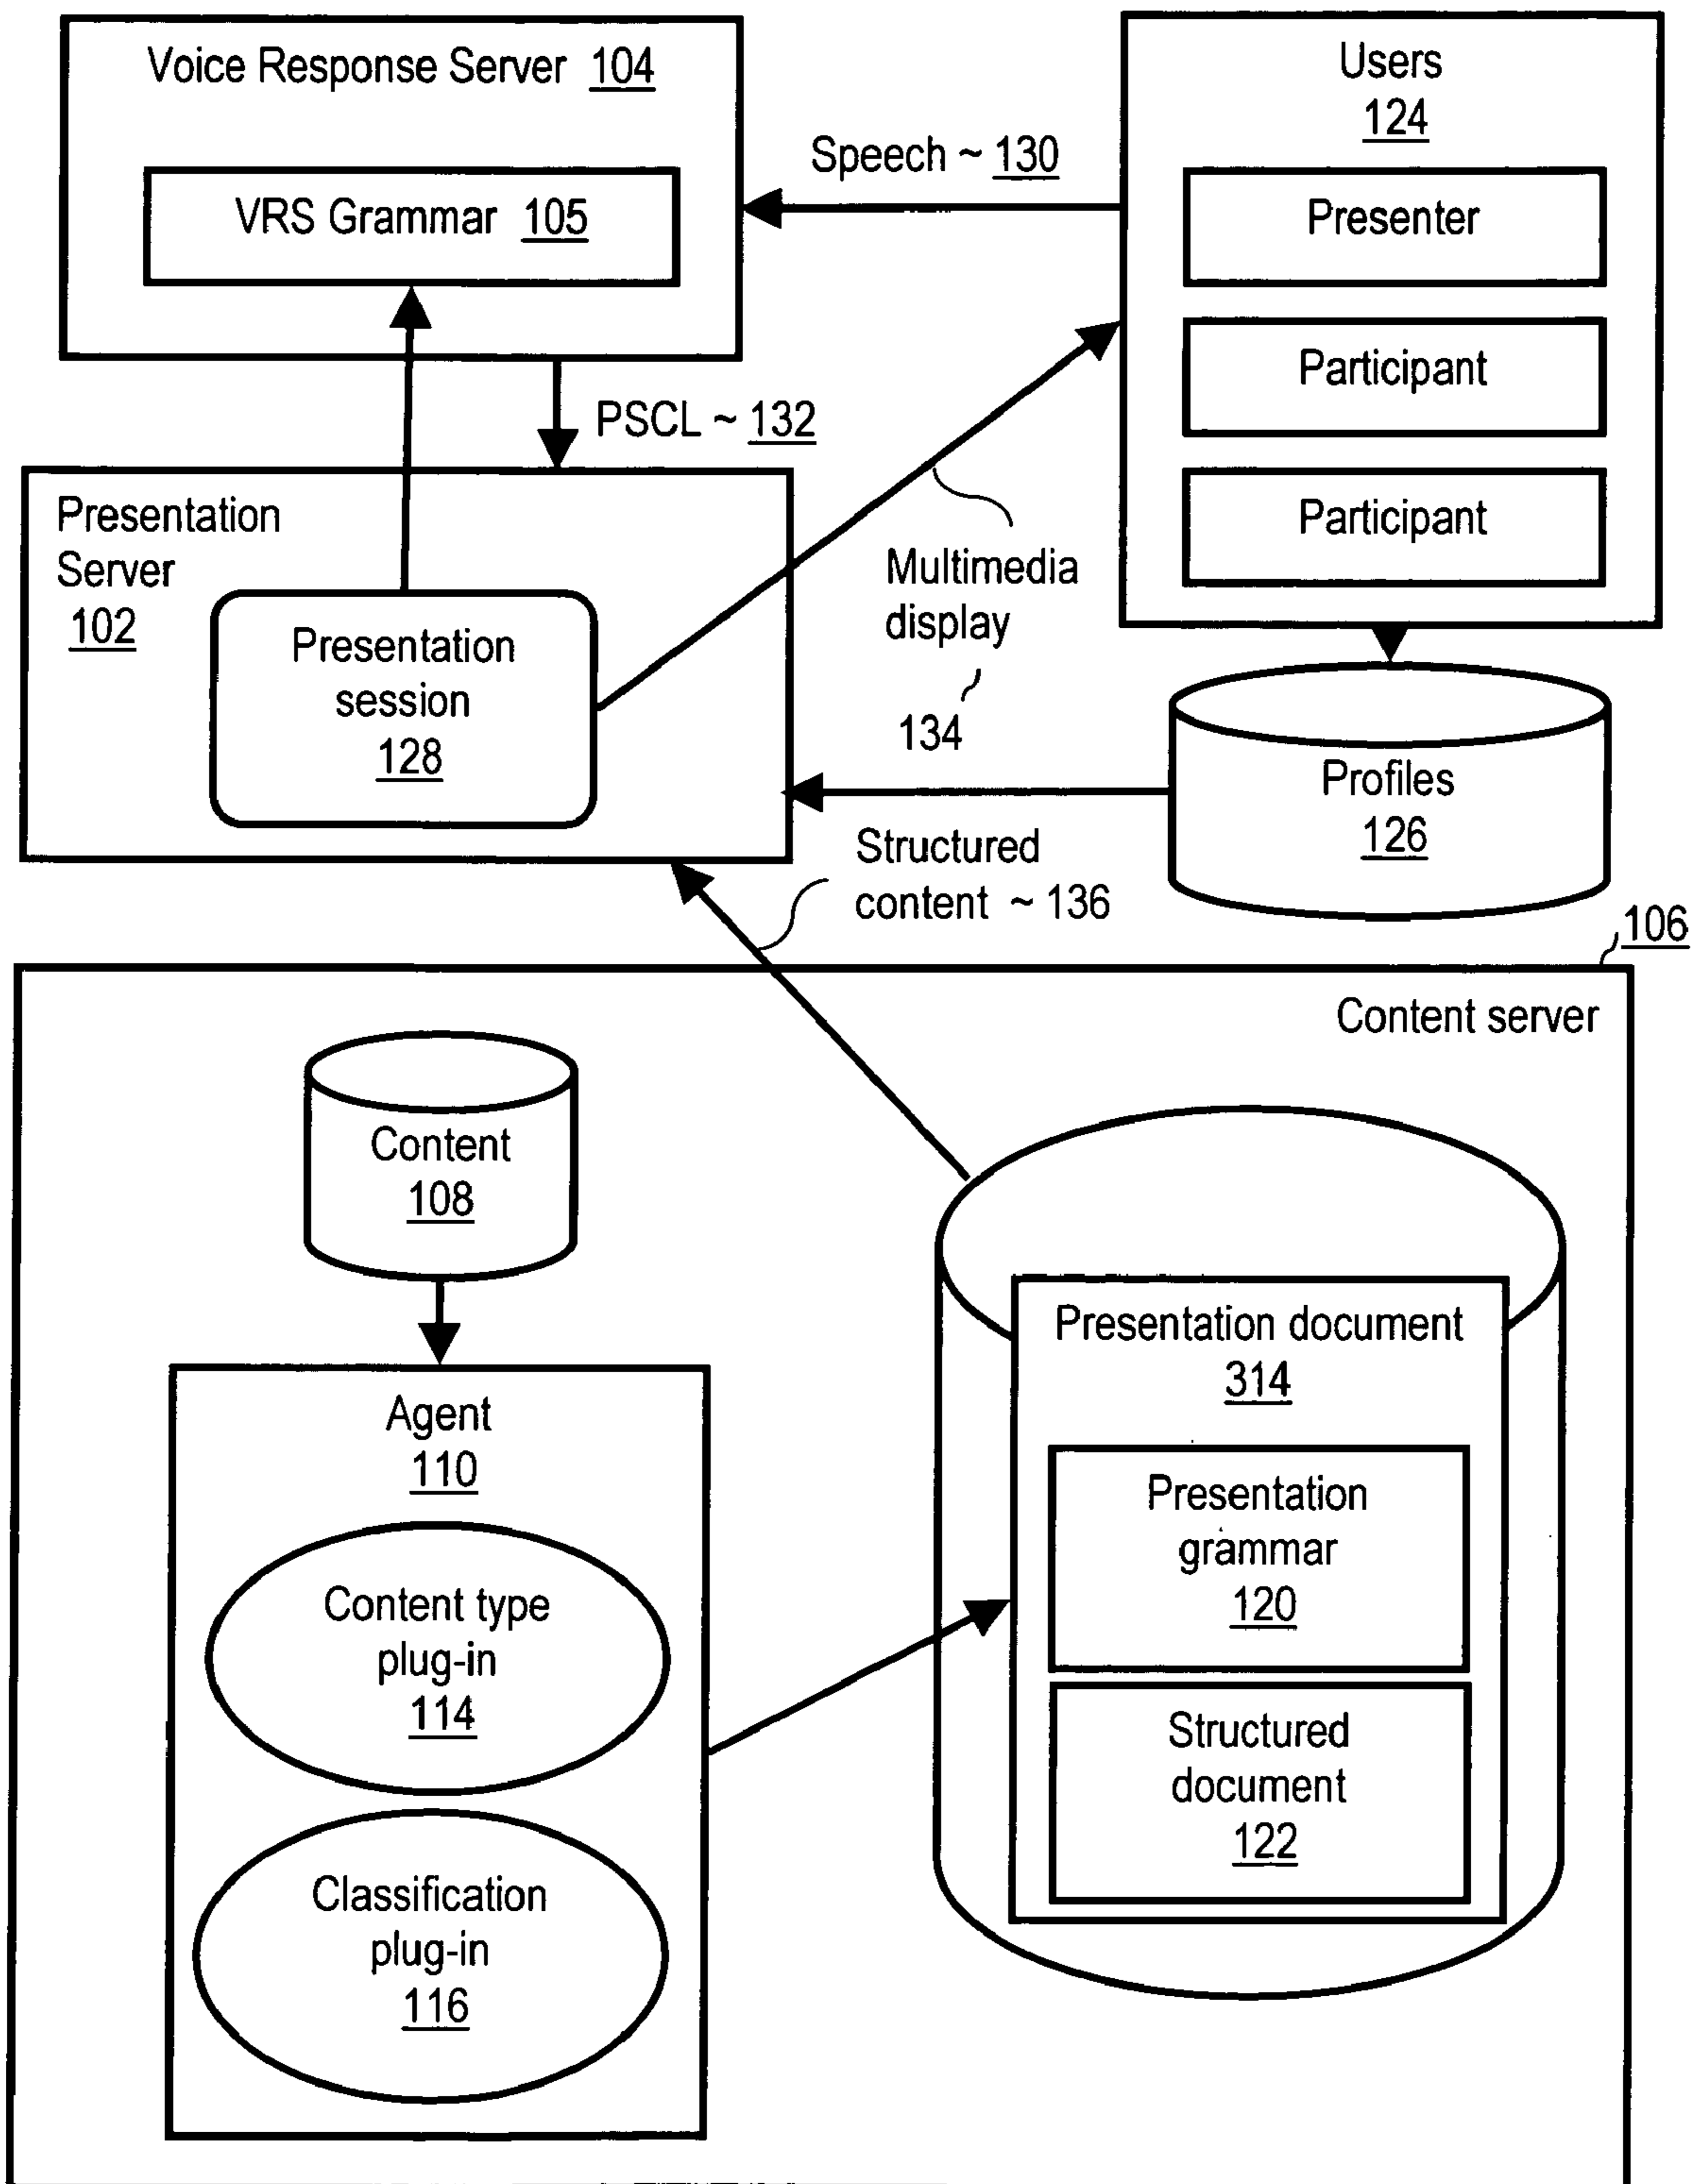 Voice Response Server 104
VRS Grammar 105
Speech ~ 130
Users
124
Presenter
Participant
Participant
PSCL ~ 132
Presentation
Server
102
Presentation
session
128
Multimedia
display
134
Profiles
126
Structured
content ~ 136
106
Content server
Content
108
Agent
110
Content type
plug-in
114
Classification
plug-in
116
Presentation document
314
Presentation
grammar
120
Structured
document
122